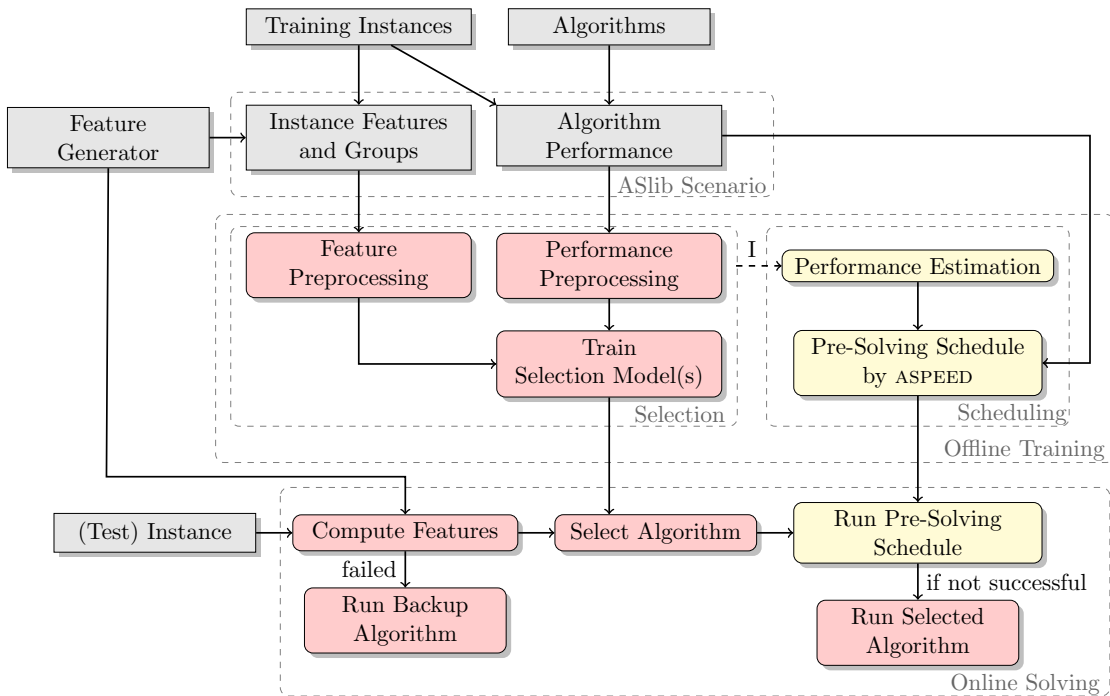 Training Instances
Algorithms
Feature
Generator
Instance Features
and Groups
Algorithm
Performance
ASlib Scenario
Feature
Preprocessing
Performance
Preprocessing
I
Performance Estimation
Train
Selection Model(s)
Pre-Solving Schedule
by ASPEED
Selection
Scheduling
Offline Training
(Test) Instance
Compute Features
Select Algorithm
Run Pre-Solving
Schedule
failed
if not successful
Run Backup
Algorithm
Run Selected
Algorithm
Online Solving